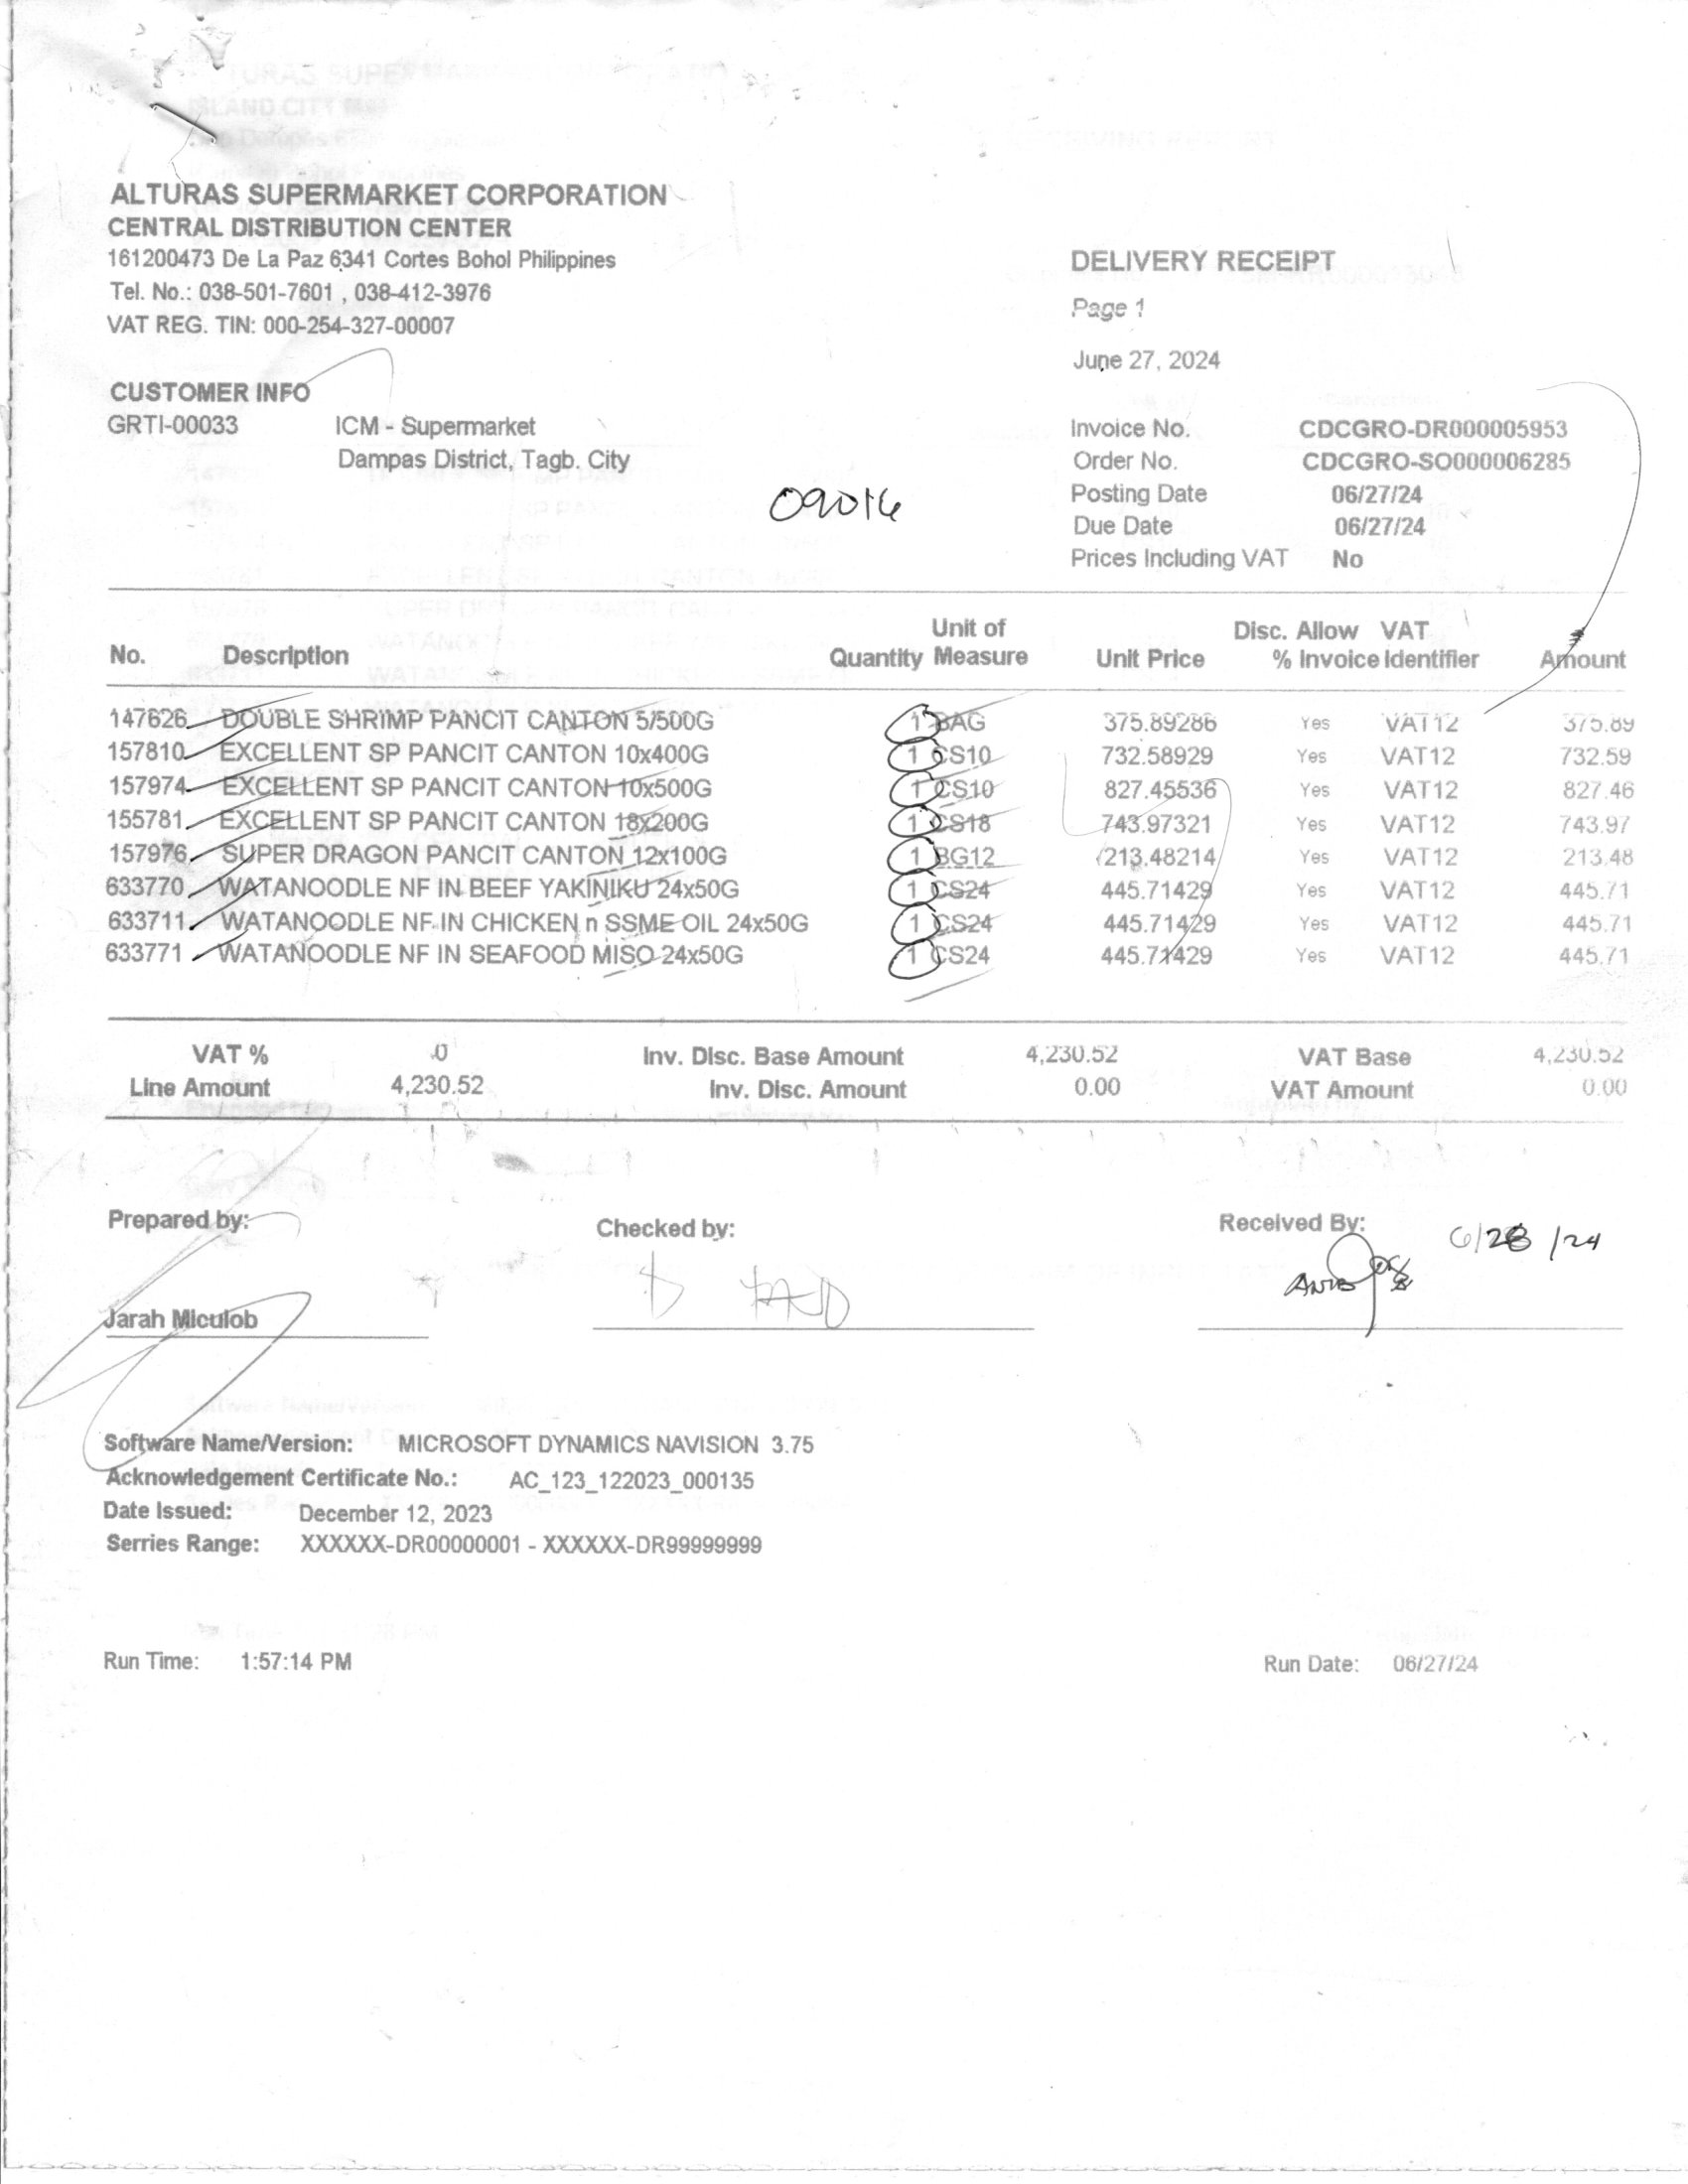 ALTURAS SUPERMARKET CORPORATION
CENTRAL DISTRIBUTION CENTER
161200473 De La Paz 6341 Cortes Bohol Philippines
Tel. No.: 038-501-7601 , 038-412-3976
VAT REG. TIN: 000-254-327-00007
DELIVERY RECEIPT
Page 1
June 27, 2024
CUSTOMER INFO
GRTI-00033 ICM - Supermarket
Dampas District, Tagb. City
Invoice No. CDCGRO-DR000005953
Order No. CDCGRO-SO000006285
Posting Date 06/27/24
Due Date 06/27/24
Prices Including VAT No
09016
No. Description Quantity Unit of Measure Unit Price Disc. % Allow Invoice VAT Identifier Amount
147626 DOUBLE SHRIMP PANCIT CANTON 5/500G 1 BAG 375.89286 Yes VAT12 375.89
157810 EXCELLENT SP PANCIT CANTON 10x400G 1 CS10 732.58929 Yes VAT12 732.59
157974 EXCELLENT SP PANCIT CANTON 10x500G 1 CS10 827.45536 Yes VAT12 827.46
155781 EXCELLENT SP PANCIT CANTON 18x200G 1 CS18 743.97321 Yes VAT12 743.97
157976 SUPER DRAGON PANCIT CANTON 12x100G 1 BG12 213.48214 Yes VAT12 213.48
633770 WATANOODLE NF IN BEEF YAKINIKU 24x50G 1 CS24 445.71429 Yes VAT12 445.71
633711 WATANOODLE NF IN CHICKEN n SSME OIL 24x50G 1 CS24 445.71429 Yes VAT12 445.71
633771 WATANOODLE NF IN SEAFOOD MISO 24x50G 1 CS24 445.71429 Yes VAT12 445.71
VAT % 0 Inv. Disc. Base Amount 4,230.52 VAT Base 4,230.52
Line Amount 4,230.52 Inv. Disc. Amount 0.00 VAT Amount 0.00
Prepared by: Checked by: Received By: 6/28/24
Jarah Miculob
Software Name/Version: MICROSOFT DYNAMICS NAVISION 3.75
Acknowledgement Certificate No.: AC_123_122023_000135
Date Issued: December 12, 2023
Serries Range: XXXXXX-DR00000001 - XXXXXX-DR99999999
Run Time: 1:57:14 PM Run Date: 06/27/24